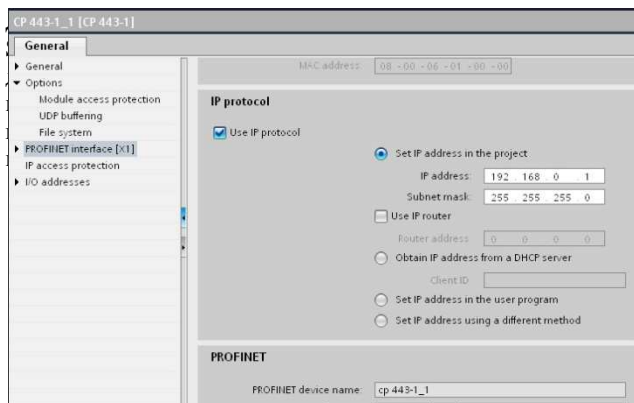 CP 443-1_1 [CP 443-1]
General
General
Options
Module access protection
UDP buffering
File system
PROFINET interface [X1]
IP access protection
I/O addresses
MAC address: 08 -00 -06 -01 -00 -00
IP protocol
Use IP protocol
Set IP address in the project
IP address: 192 . 168 . 0 . 1
Subnet mask: 255 . 255 . 255 . 0
Use IP router
Router address 0 . 0 . 0 . 0
Obtain IP address from a DHCP server
Client ID
Set IP address in the user program
Set IP address using a different method
PROFINET
PROFINET device name: cp 443-1_1